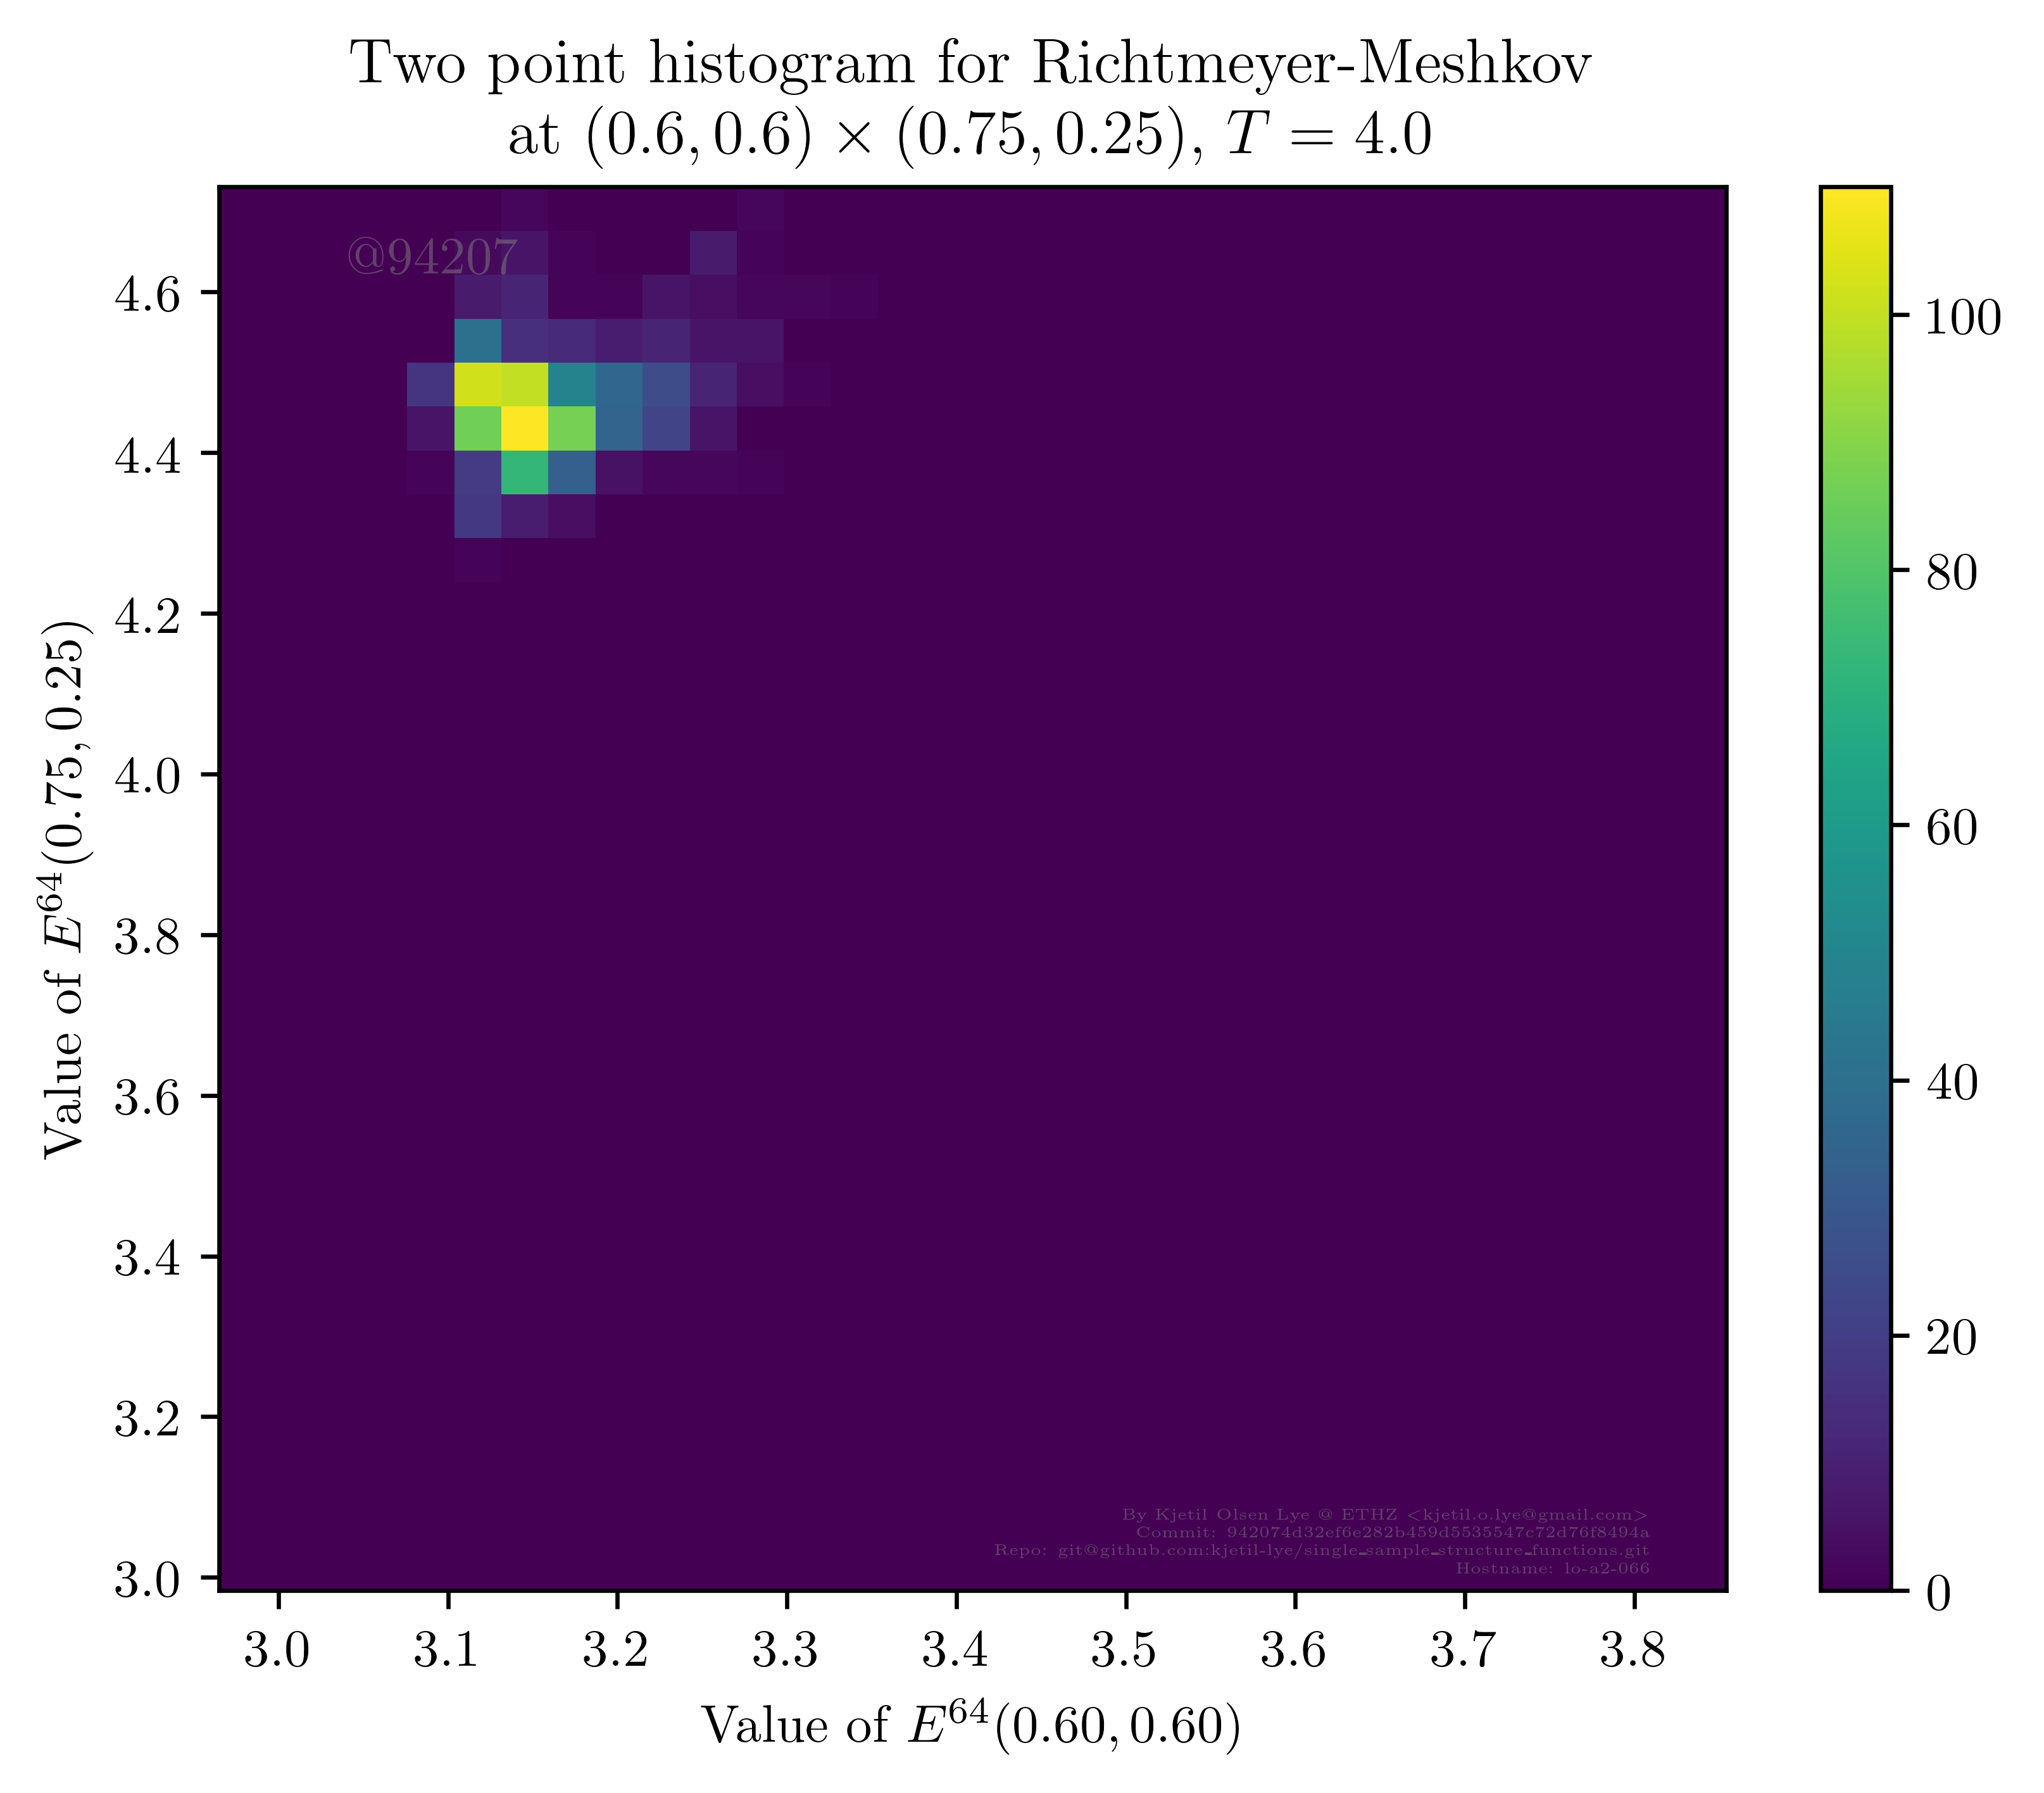 Two point histogram for Richtmeyer-Meshkov
at (0.6, 0.6) × (0.75, 0.25), T = 4.0
@94207
4.6
4.4
4.2
4.0
3.8
3.6
3.4
3.2
3.0
Value of E^64(0.75, 0.25)
3.0 3.1 3.2 3.3 3.4 3.5 3.6 3.7 3.8
Value of E^64(0.60, 0.60)
100
80
60
40
20
0
By Kjetil Olsen Lye @ ETHZ <kjetil.o.lye@gmail.com>
Commit: 942074d32ef6e282b459d5535547c72d76f8494a
Repo: git@github.com:kjetil-lye/single_sample_structure_functions.git
Hostname: lo-a2-066